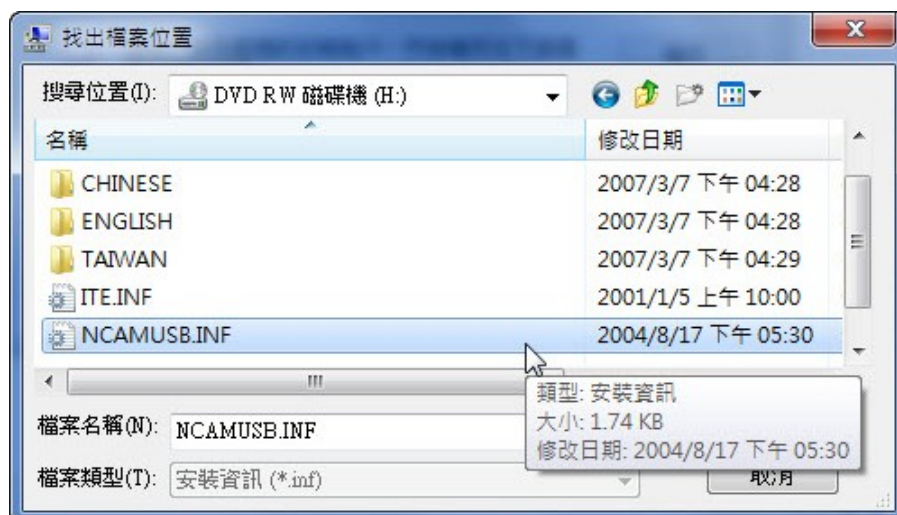 找出檔案位置
搜尋位置(I): DVD RW 磁碟機 (H:)
名稱 修改日期
CHINESE 2007/3/7 下午 04:28
ENGLISH 2007/3/7 下午 04:28
TAIWAN 2007/3/7 下午 04:29
ITE.INF 2001/1/5 上午 10:00
NCAMUSB.INF 2004/8/17 下午 05:30
類型: 安裝資訊
大小: 1.74 KB
修改日期: 2004/8/17 下午 05:30
檔案名稱(N): NCAMUSB.INF
檔案類型(T): 安裝資訊 (*.inf)
取消